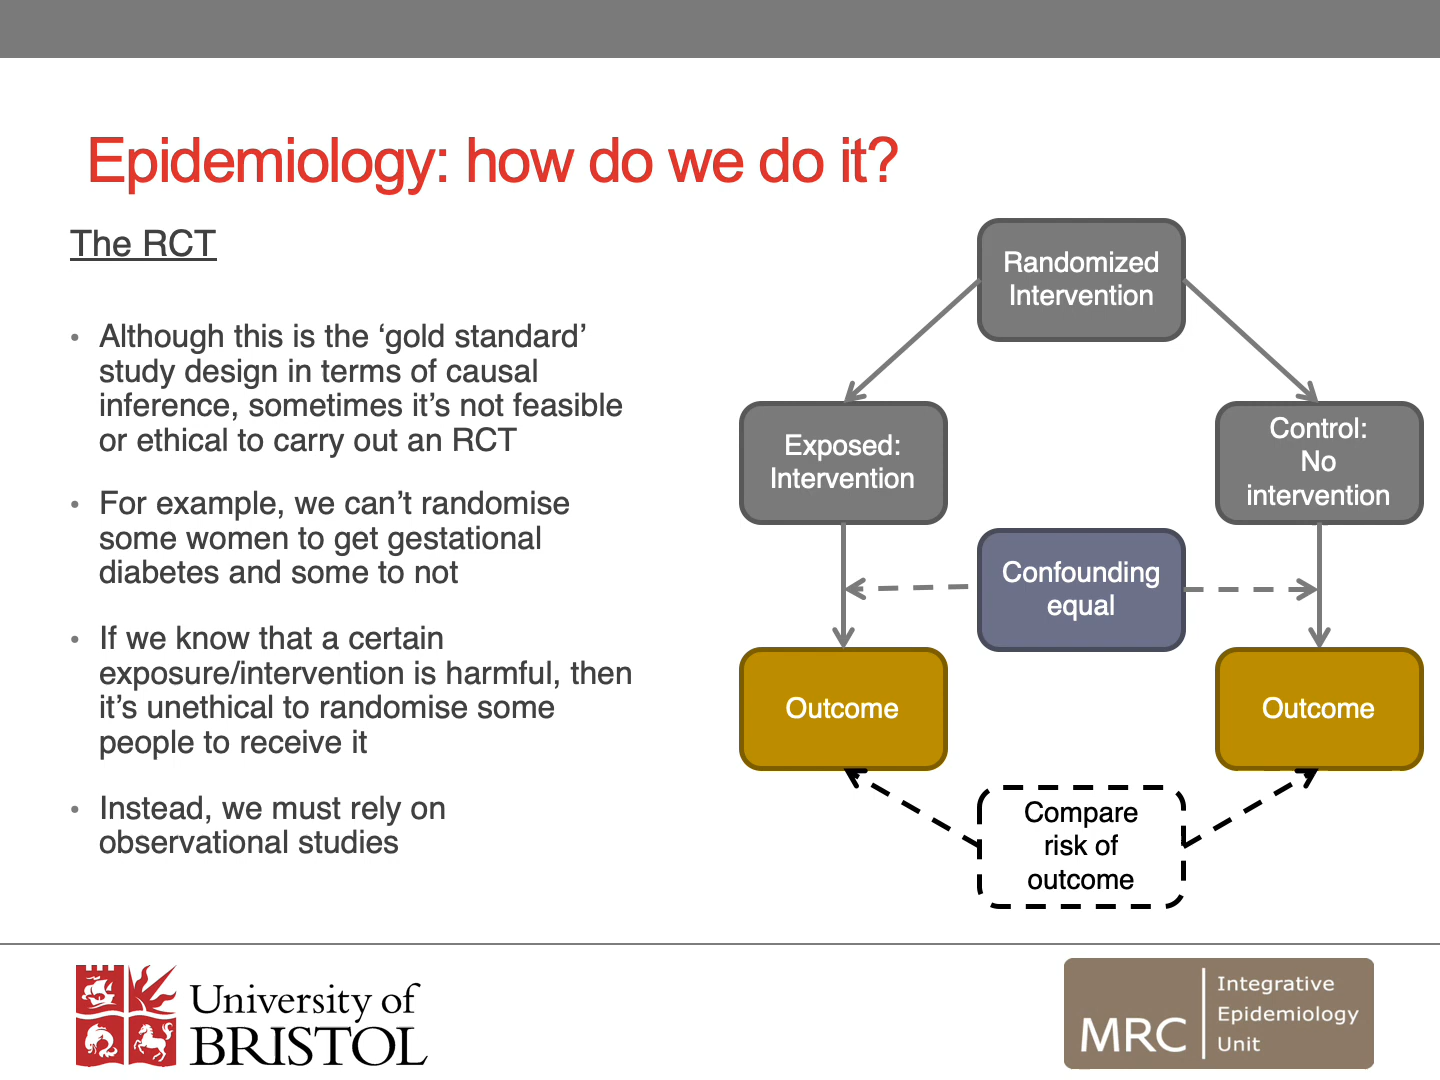 Epidemiology: how do we do it?
The RCT
• Although this is the ‘gold standard’
study design in terms of causal
inference, sometimes it’s not feasible
or ethical to carry out an RCT
• For example, we can’t randomise
some women to get gestational
diabetes and some to not
• If we know that a certain
exposure/intervention is harmful, then
it’s unethical to randomise some
people to receive it
• Instead, we must rely on
observational studies
Randomized
Intervention
Exposed:
Intervention
Control:
No
intervention
Confounding
equal
Outcome
Outcome
Compare
risk of
outcome
University of
BRISTOL
MRC
Integrative
Epidemiology
Unit